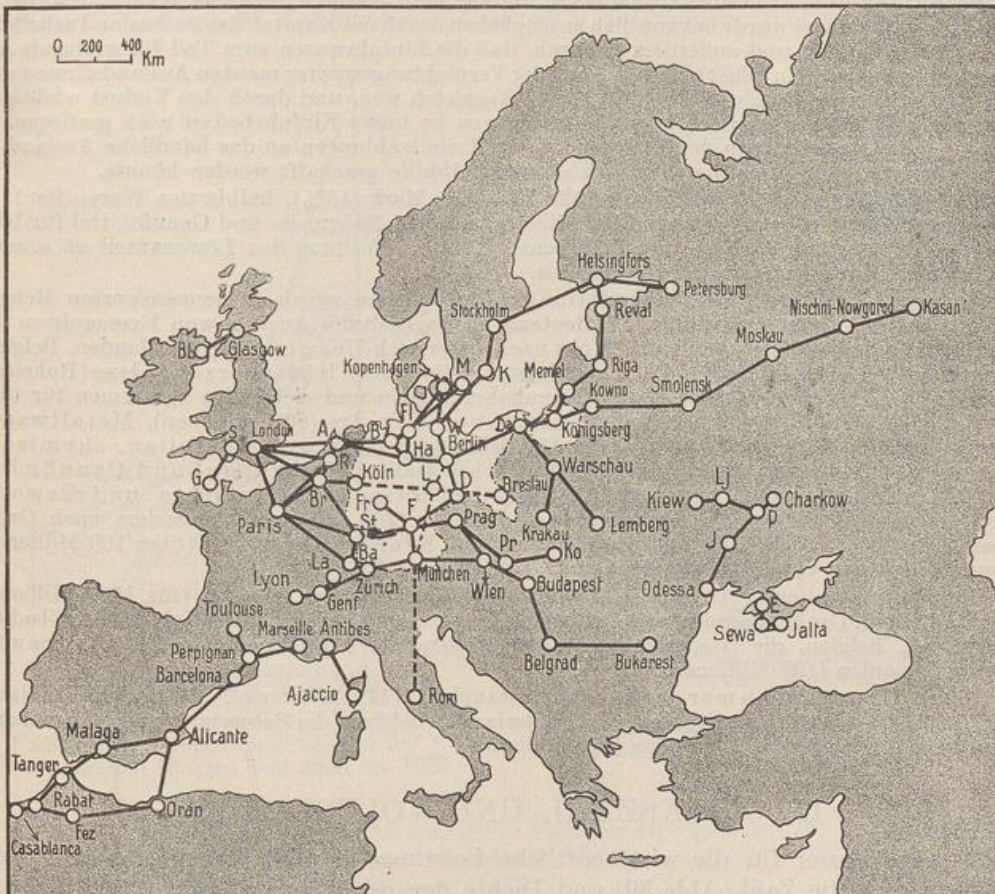 0 200 400
Km
Helsingfors
Petersburg
Stockholm
Reval
Nischni-Nowgorod
Kasan
Moskau
Bl
Glasgow
Kopenhagen
M
K
Memel
Riga
Kowno
Smolensk
Fl
S
London
A
B
W
Berlin
Da
Königsberg
R
Ha
G
Köln
L
Warschau
Br
D
Breslau
Kiew
Lj
Charkow
P
Paris
Fr
F
Prag
Krakau
Lemberg
St
J
Pr
Ko
La
Ba
München
Wien
Odessa
Lyon
Zürich
Budapest
Genf
E
Toulouse
Sewa
Jalta
Marseille
Antibes
Perpignan
Belgrad
Bukarest
Barcelona
Ajaccio
Rom
Malaga
Alicante
Tanger
Rabat
Oran
Fez
Casablanca